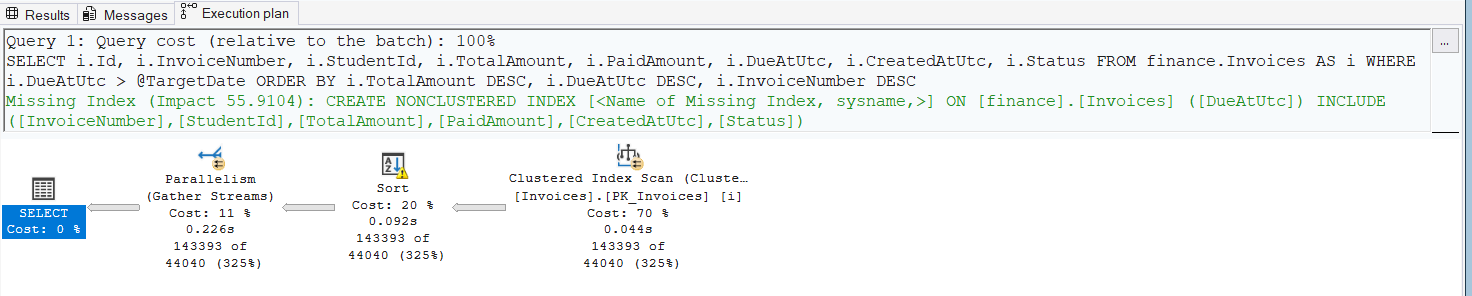 Results Messages Execution plan
Query 1: Query cost (relative to the batch): 100%
SELECT i.Id, i.InvoiceNumber, i.StudentId, i.TotalAmount, i.PaidAmount, i.DueAtUtc, i.CreatedAtUtc, i.Status FROM finance.Invoices AS i WHERE
i.DueAtUtc > @TargetDate ORDER BY i.TotalAmount DESC, i.DueAtUtc DESC, i.InvoiceNumber DESC
Missing Index (Impact 55.9104): CREATE NONCLUSTERED INDEX [<Name of Missing Index, sysname,>] ON [finance].[Invoices] ([DueAtUtc]) INCLUDE
([InvoiceNumber],[StudentId],[TotalAmount],[PaidAmount],[CreatedAtUtc],[Status])
...
SELECT
Cost: 0 %
Parallelism
(Gather Streams)
Cost: 11 %
0.226s
143393 of
44040 (325%)
A
Z
Sort
Cost: 20 %
0.092s
143393 of
44040 (325%)
Clustered Index Scan (Cluste…
[Invoices].[PK_Invoices] [i]
Cost: 70 %
0.044s
143393 of
44040 (325%)